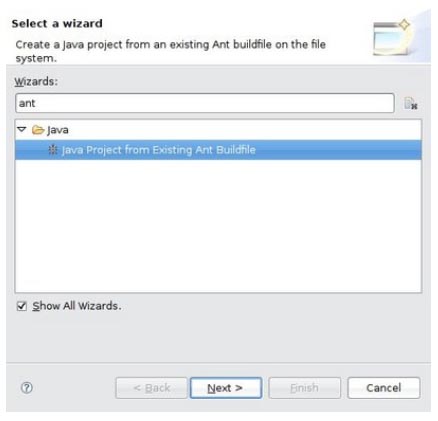 Select a wizard
Create a Java project from an existing Ant buildfile on the file
system.
Wizards:
ant
Java
Java Project from Existing Ant Buildfile
Show All Wizards.
< Back
Next >
Finish
Cancel